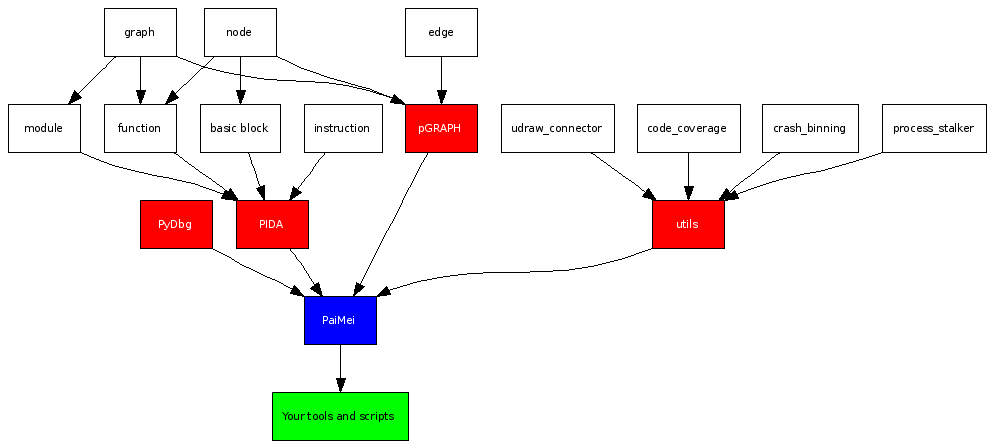 graph
node
edge
module
function
basic block
instruction
pGRAPH
udraw_connector
code_coverage
crash_binning
process_stalker
PyDbg
PIDA
utils
PaiMei
Your tools and scripts